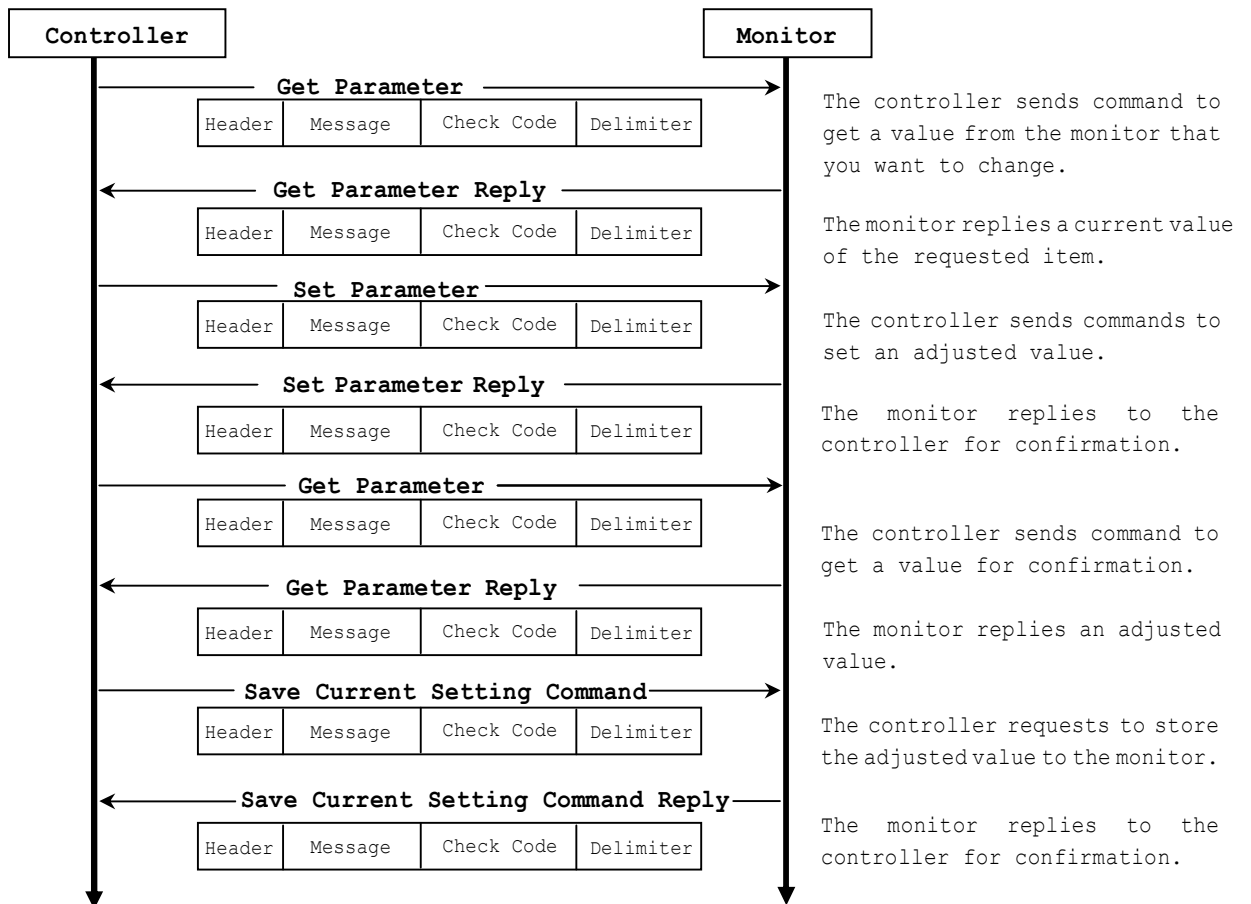 Controller
Monitor
Get Parameter
Header Message Check Code Delimiter
The controller sends command to
get a value from the monitor that
you want to change.
Get Parameter Reply
Header Message Check Code Delimiter
The monitor replies a current value
of the requested item.
Set Parameter
Header Message Check Code Delimiter
The controller sends commands to
set an adjusted value.
Set Parameter Reply
Header Message Check Code Delimiter
The monitor replies to the
controller for confirmation.
Get Parameter
Header Message Check Code Delimiter
The controller sends command to
get a value for confirmation.
Get Parameter Reply
Header Message Check Code Delimiter
The monitor replies an adjusted
value.
Save Current Setting Command
Header Message Check Code Delimiter
The controller requests to store
the adjusted value to the monitor.
Save Current Setting Command Reply
Header Message Check Code Delimiter
The monitor replies to the
controller for confirmation.